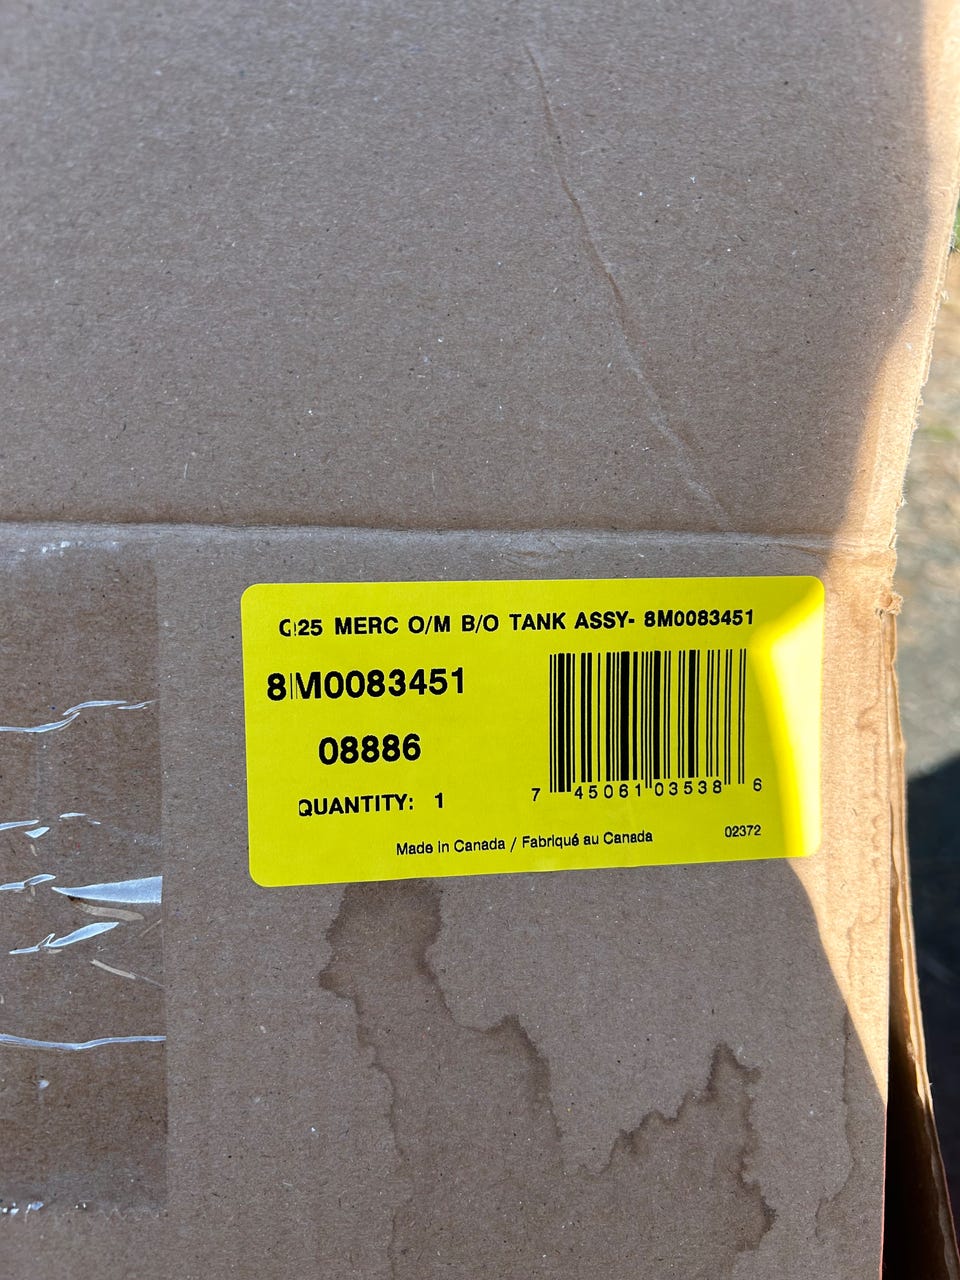 MERC O/M B/O TANK ASSY- 8M0083451
8M0083451
08886
QUANTITY: 1
7 45061 03538 6
Made in Canada / Fabriqué au Canada
02372